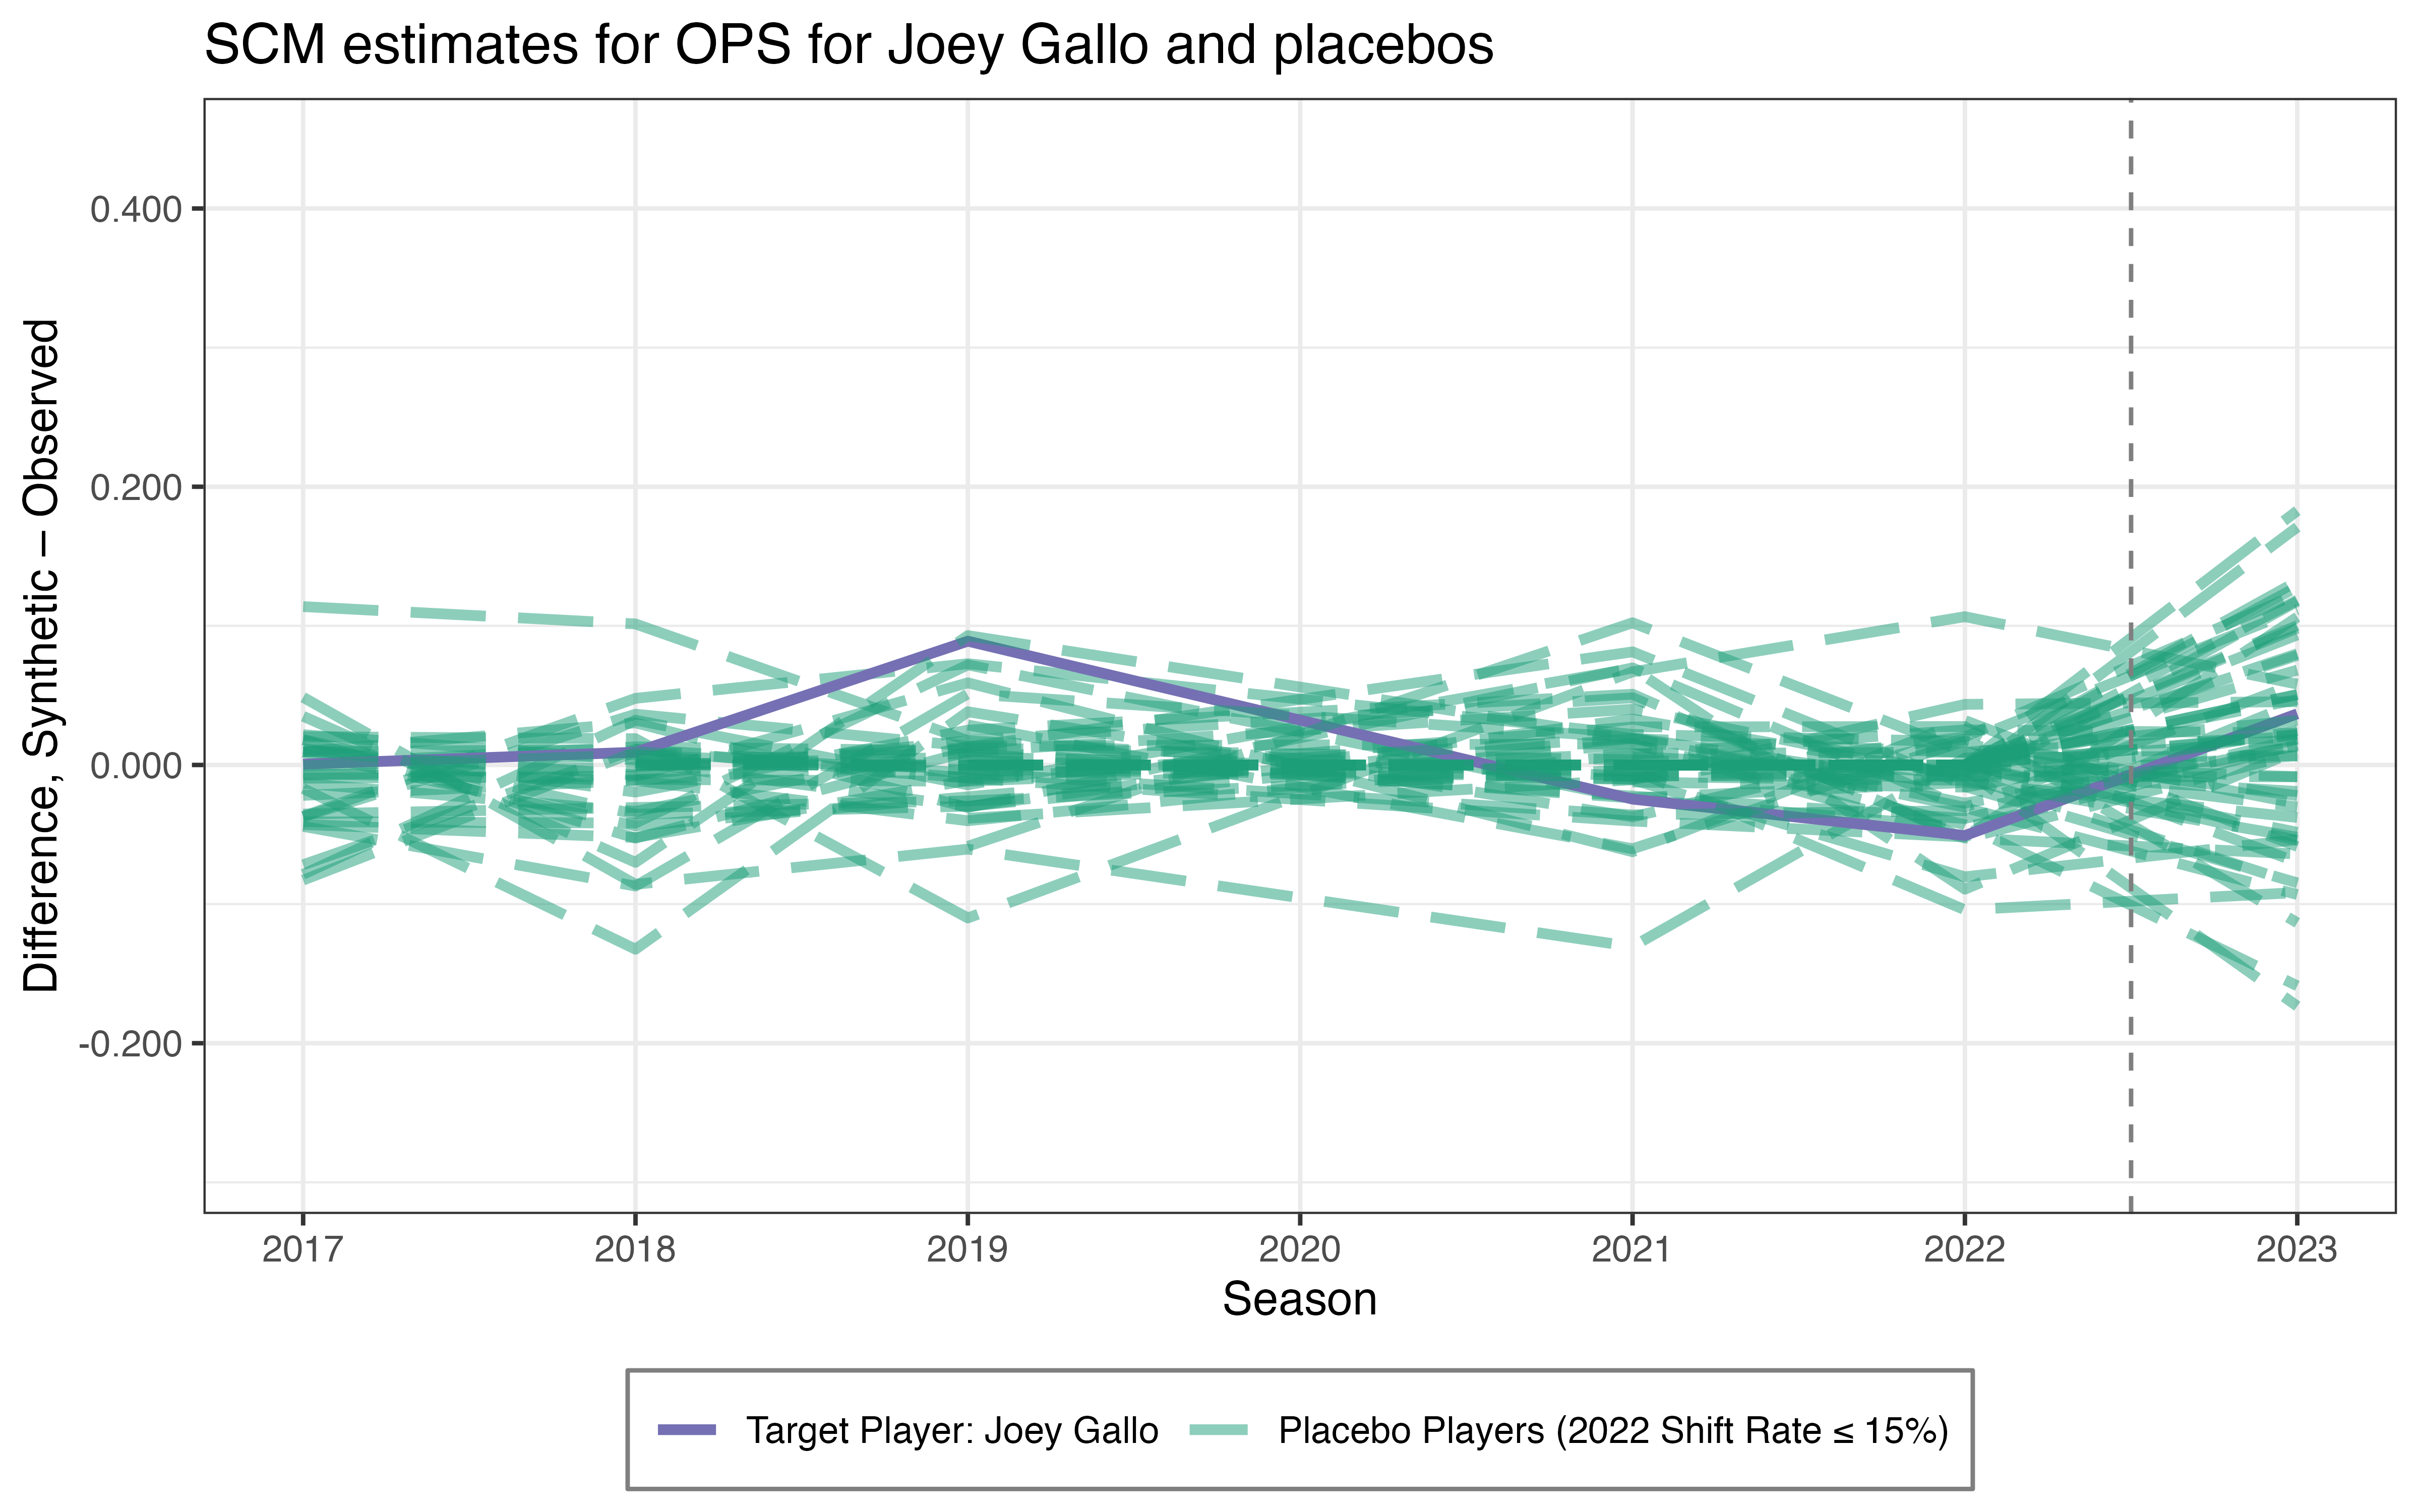 SCM estimates for OPS for Joey Gallo and placebos
Difference, Synthetic − Observed
0.400
0.200
0.000
-0.200
2017 2018 2019 2020 2021 2022 2023
Season
Target Player: Joey Gallo Placebo Players (2022 Shift Rate ≤ 15%)